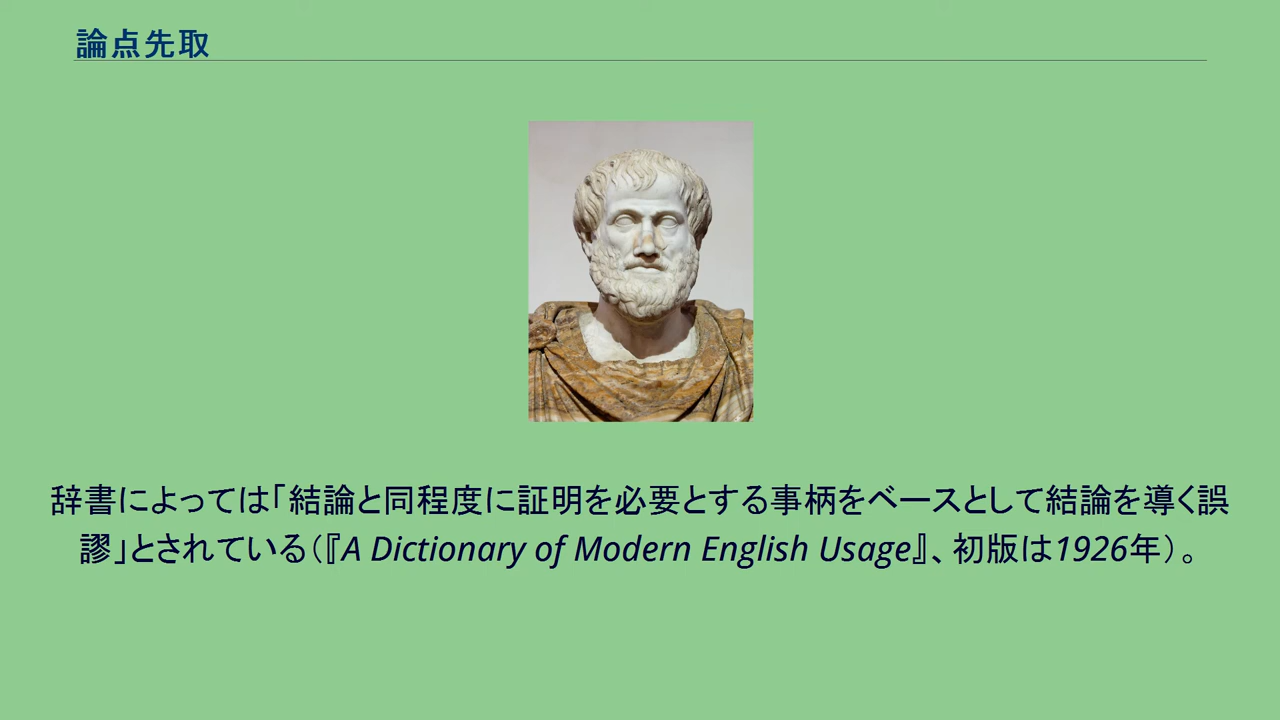 論点先取
辞書によっては「結論と同程度に証明を必要とする事柄をベースとして結論を導く誤
謬」とされている（『A Dictionary of Modern English Usage』、初版は1926年）。